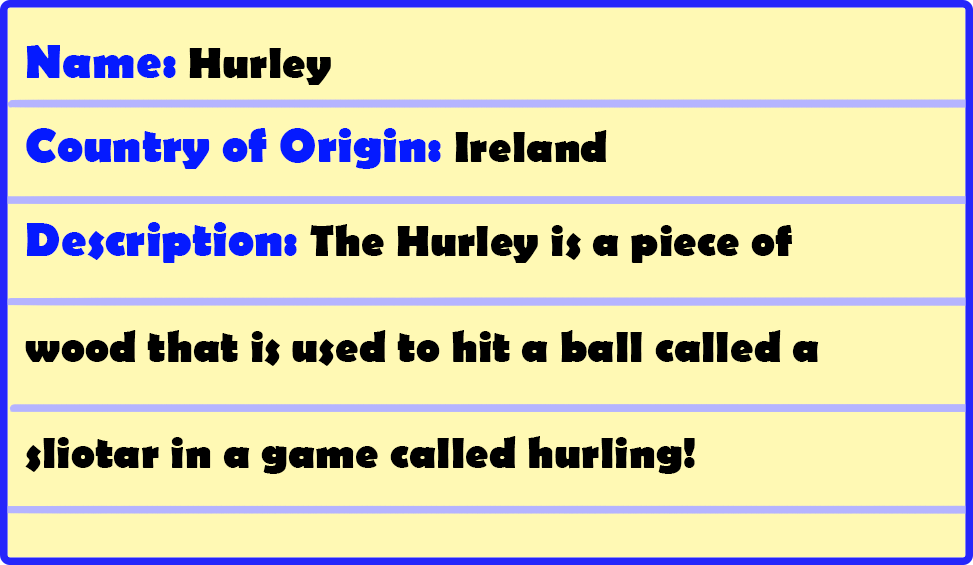 Name: Hurley
Country of Origin: Ireland
Description: The Hurley is a piece of
wood that is used to hit a ball called a
sliotar in a game called hurling!